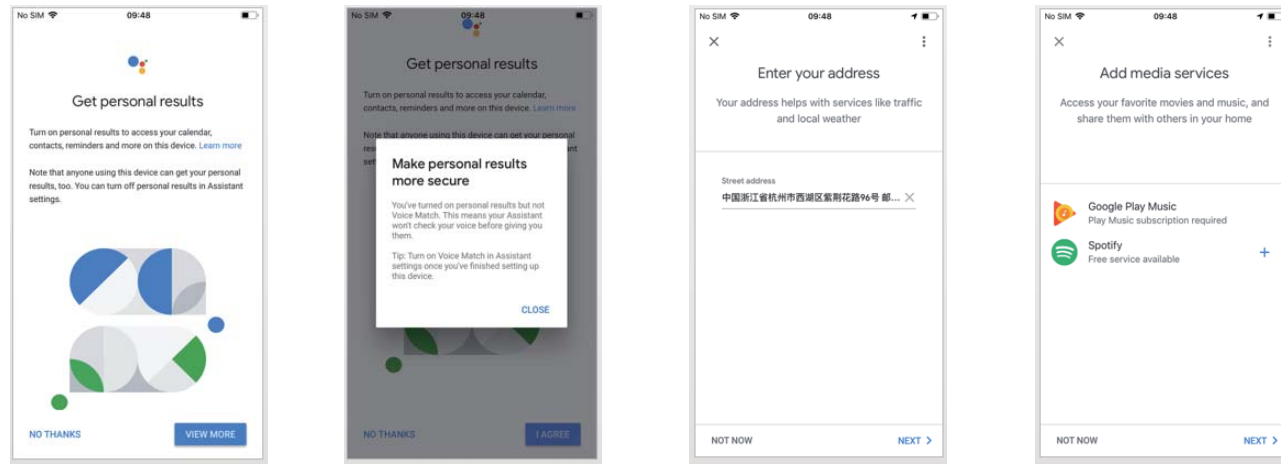 No SIM 09:48
Get personal results
Turn on personal results to access your calendar,
contacts, reminders and more on this device. Learn more
Note that anyone using this device can get your personal
results, too. You can turn off personal results in Assistant
settings.
NO THANKS
VIEW MORE
No SIM 09:48
Get personal results
Turn on personal results to access your calendar,
contacts, reminders and more on this device. Learn more
Note that anyone using this device can get your personal
Make personal results
more secure
You've turned on personal results but not
Voice Match. This means your Assistant
won't check your voice before giving you
them.
Tip: Turn on Voice Match in Assistant
settings once you've finished setting up
this device.
CLOSE
NO THANKS
I AGREE
No SIM 09:48
Enter your address
Your address helps with services like traffic
and local weather
Street address
中国浙江省杭州市西湖区紫荆花路96号 邮...
NOT NOW
NEXT
No SIM 09:48
Add media services
Access your favorite movies and music, and
share them with others in your home
Google Play Music
Play Music subscription required
Spotify
Free service available
NOT NOW
NEXT